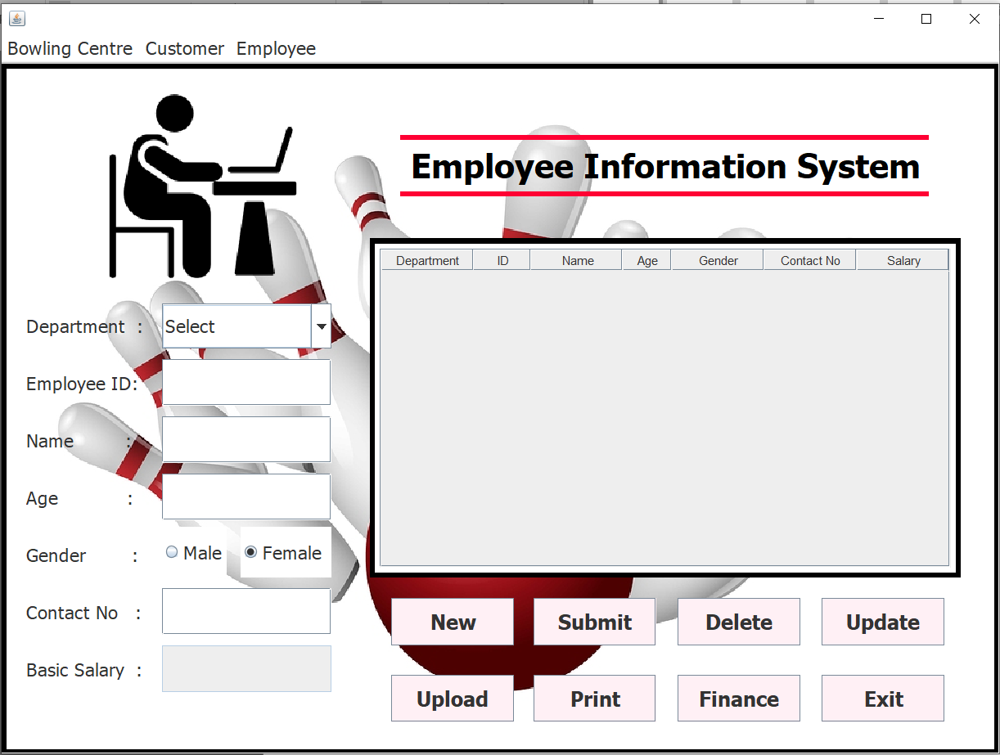 Bowling Centre Customer Employee
Employee Information System
Department ID Name Age Gender Contact No Salary
Department : Select
Employee ID:
Name :
Age :
Gender : Male Female
Contact No :
Basic Salary :
New Submit Delete Update
Upload Print Finance Exit